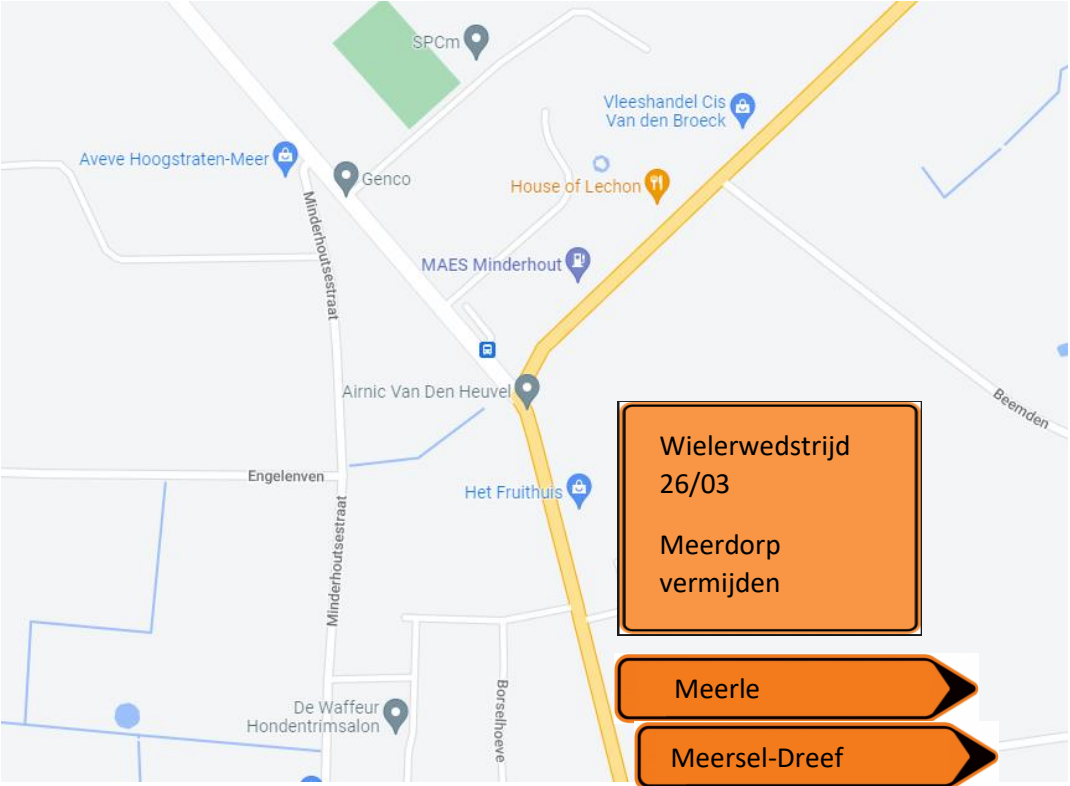 SPCm
Vleeshandel Cis
Van den Broeck
Aveve Hoogstraten-Meer
Genco
House of Lechon
Minderhoutsestraat
MAES Minderhout
Airnic Van Den Heuvel
Beemden
Wielerwedstrijd
26/03
Meerdorp
vermijden
Engelenven
Het Fruithuis
Minderhoutsestraat
Meerle
Borselhoeve
De Waffeur
Hondentrimsalon
Meersel-Dreef